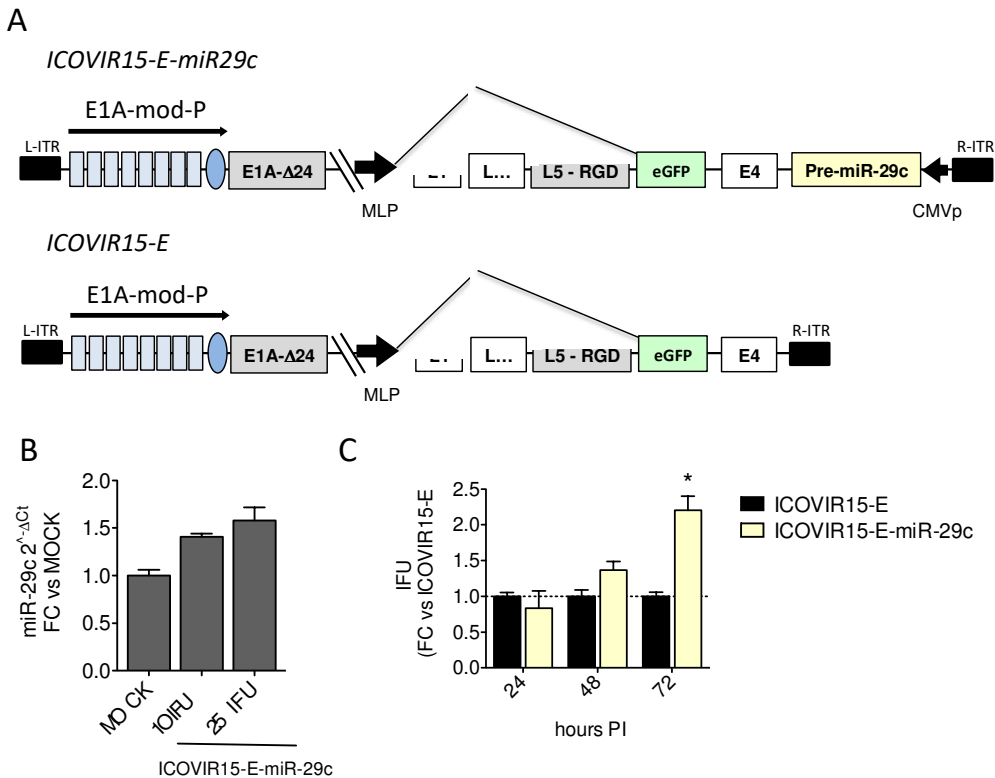 A
ICOVIR15-E-miR29c
E1A-mod-P
L-ITR
R-ITR
E1A-Δ24
L...
L5 - RGD
eGFP
E4
Pre-miR-29c
MLP
CMVp
ICOVIR15-E
E1A-mod-P
L-ITR
R-ITR
E1A-Δ24
L...
L5 - RGD
eGFP
E4
MLP
B
miR-29c 2^-ΔCt
FC vs MOCK
2.0
1.5
1.0
0.5
0.0
MOCK
10IFU
25 IFU
ICOVIR15-E-miR-29c
C
IFU
(FC vs ICOVIR15-E
2.5
2.0
1.5
1.0
0.5
0.0
*
24
48
72
hours PI
ICOVIR15-E
ICOVIR15-E-miR-29c